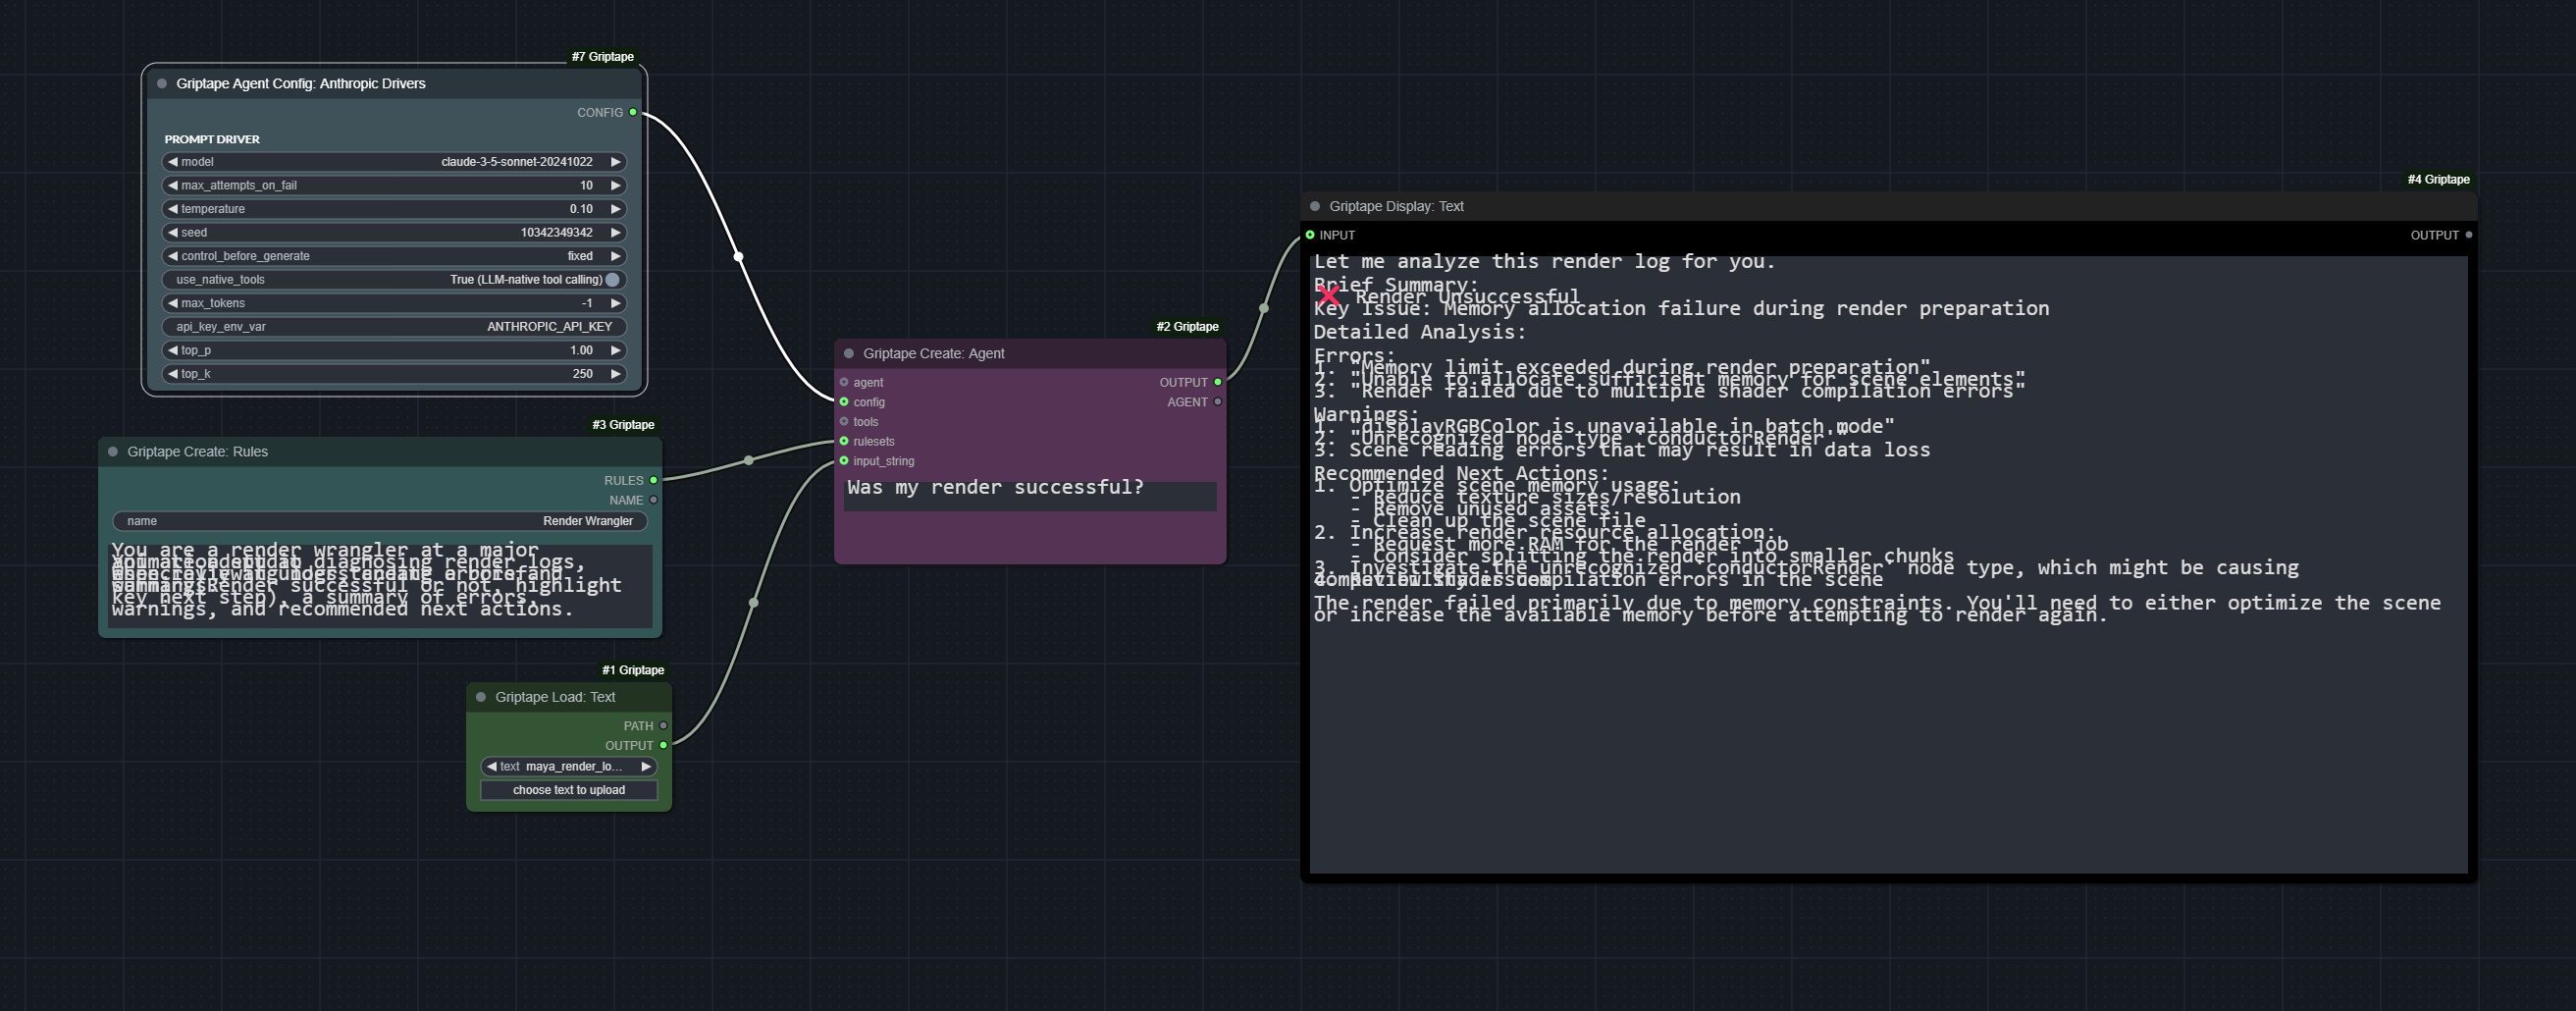 #7 Griptape
Griptape Agent Config: Anthropic Drivers
CONFIG
PROMPT DRIVER
model claude-3-5-sonnet-20241022
max_attempts_on_fail 10
temperature 0.10
seed 10342349342
control_before_generate fixed
use_native_tools True (LLM-native tool calling)
max_tokens -1
api_key_env_var ANTHROPIC_API_KEY
top_p 1.00
top_k 250
#3 Griptape
Griptape Create: Rules
RULES
NAME
name Render Wrangler
You are a render wrangler at a major
diagnosing render logs,
key next step), a summary of errors,
warnings, and recommended next actions.
#1 Griptape
Griptape Load: Text
PATH
OUTPUT
text maya_render_lo...
choose text to upload
#2 Griptape
Griptape Create: Agent
agent
OUTPUT
config
AGENT
tools
rulesets
input_string
Was my render successful?
#4 Griptape
Griptape Display: Text
INPUT
OUTPUT
Let me analyze this render log for you.
Brief Summary:
❌ Render Unsuccessful
Key Issue: Memory allocation failure during render preparation
Detailed Analysis:
Errors:
1. "Memory limit exceeded during render preparation"
2. "Unable to allocate sufficient memory for scene elements"
3. "Render failed due to multiple shader compilation errors"
Warnings:
1. "displayRGBColor is unavailable in batch mode"
2. "Unrecognized node type 'conductorRender'"
3. Scene reading errors that may result in data loss
Recommended Next Actions:
1. Optimize scene memory usage:
- Reduce texture sizes/resolution
- Remove unused assets
- Clean up the scene file
2. Increase render resource allocation:
- Request more RAM for the render job
- Consider splitting the render into smaller chunks
3. Investigate the unrecognized 'conductorRender' node type, which might be causing
compatibility issues
4. Review shader compilation errors in the scene
The render failed primarily due to memory constraints. You'll need to either optimize the scene
or increase the available memory before attempting to render again.